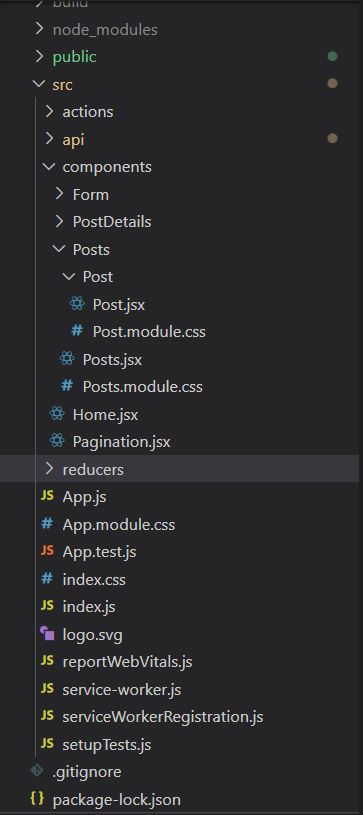 build
node_modules
public
src
actions
api
components
Form
PostDetails
Posts
Post
Post.jsx
# Post.module.css
Posts.jsx
# Posts.module.css
Home.jsx
Pagination.jsx
reducers
JS App.js
# App.module.css
JS App.test.js
# index.css
JS index.js
logo.svg
JS reportWebVitals.js
JS service-worker.js
JS serviceWorkerRegistration.js
JS setupTests.js
.gitignore
{} package-lock.json